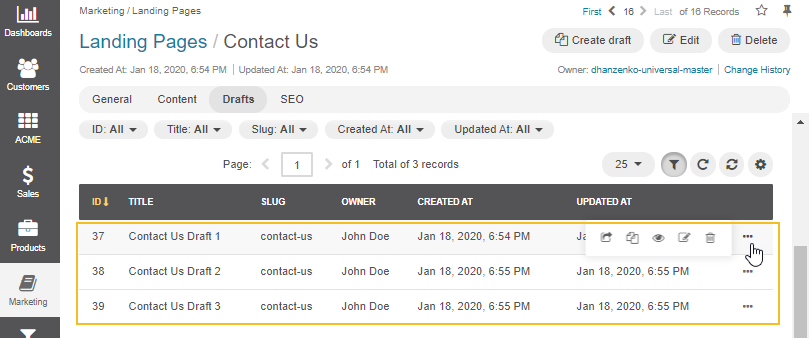 Dashboards
Customers
ACME
Sales
Products
Marketing
Marketing / Landing Pages
First 16 Last of 16 Records
Landing Pages / Contact Us
Create draft Edit Delete
Created At: Jan 18, 2020, 6:54 PM Updated At: Jan 18, 2020, 6:54 PM
Owner: dhanzenko-universal-master Change History
General Content Drafts SEO
ID: All Title: All Slug: All Created At: All Updated At: All
Page: 1 of 1 Total of 3 records 25
ID TITLE SLUG OWNER CREATED AT UPDATED AT
37 Contact Us Draft 1 contact-us John Doe Jan 18, 2020, 6:54 PM
38 Contact Us Draft 2 contact-us John Doe Jan 18, 2020, 6:55 PM Jan 18, 2020, 6:55 PM
39 Contact Us Draft 3 contact-us John Doe Jan 18, 2020, 6:55 PM Jan 18, 2020, 6:55 PM